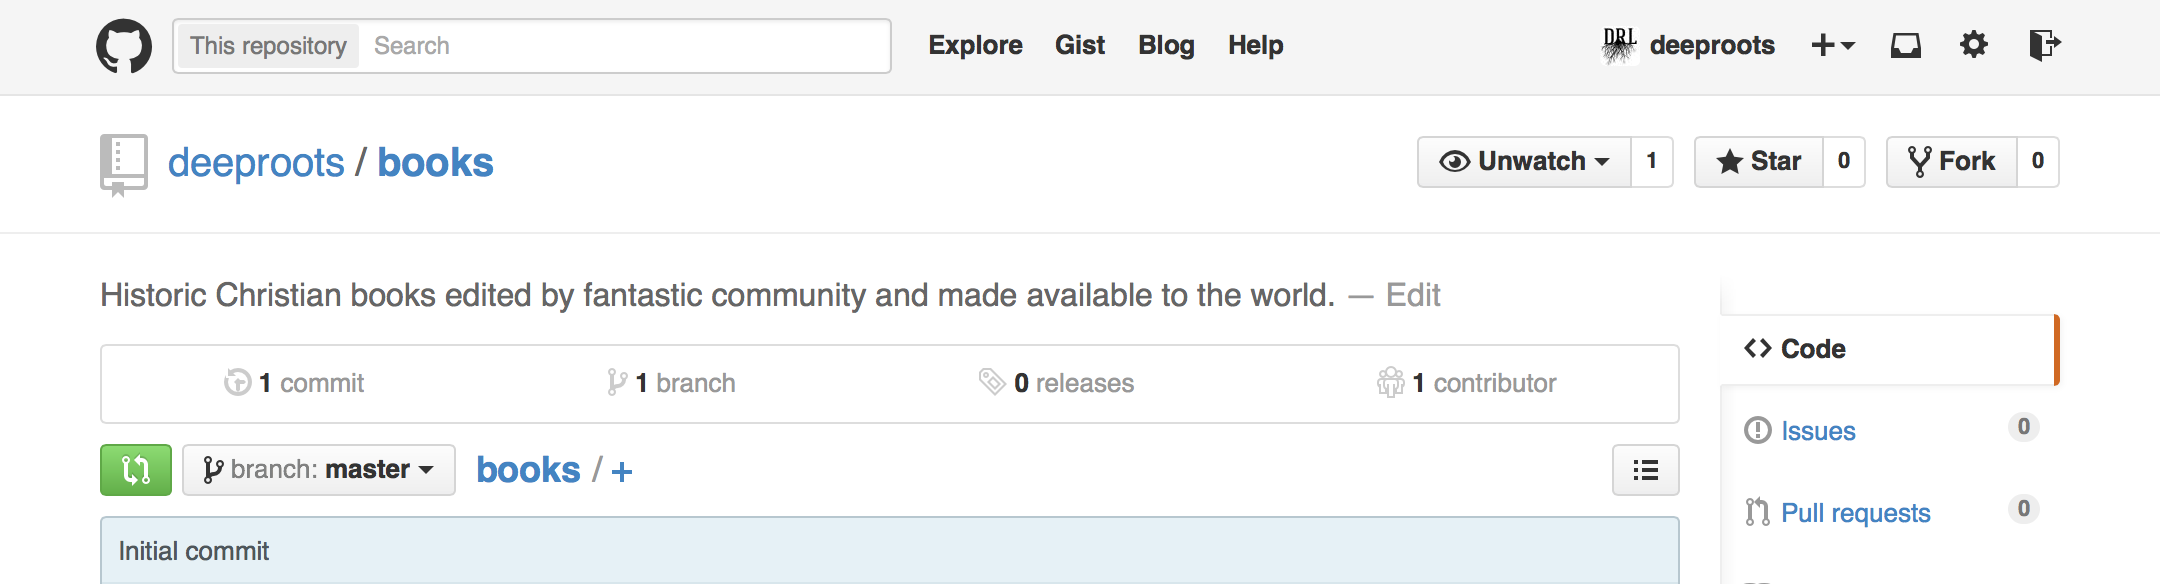 This repository Search Explore Gist Blog Help DRL deeproots
deeproots / books Unwatch 1 Star 0 Fork 0
Historic Christian books edited by fantastic community and made available to the world. — Edit
Code
1 commit 1 branch 0 releases 1 contributor
Issues 0
branch: master books / +
Pull requests 0
Initial commit